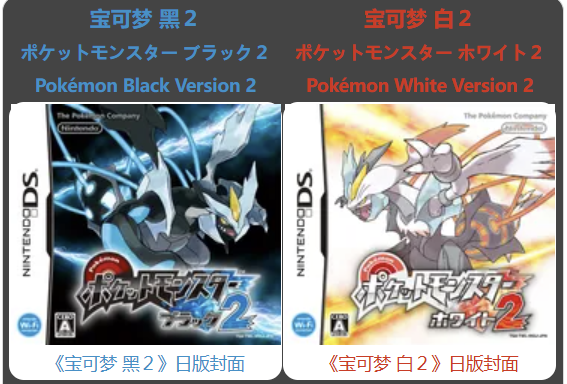 宝可梦 黑2
ポケットモンスター ブラック2
Pokémon Black Version 2
宝可梦 白2
ポケットモンスター ホワイト2
Pokémon White Version 2
The Pokémon Company
Nintendo
NINTENDO DS
Pokémon
ポケットモンスター
ブラック2
Wi-Fi
CERO
A
The Pokémon Company
Nintendo
NINTENDO DS
Pokémon
ポケットモンスター
ホワイト2
Wi-Fi
CERO
A
《宝可梦 黑2》日版封面
《宝可梦 白2》日版封面